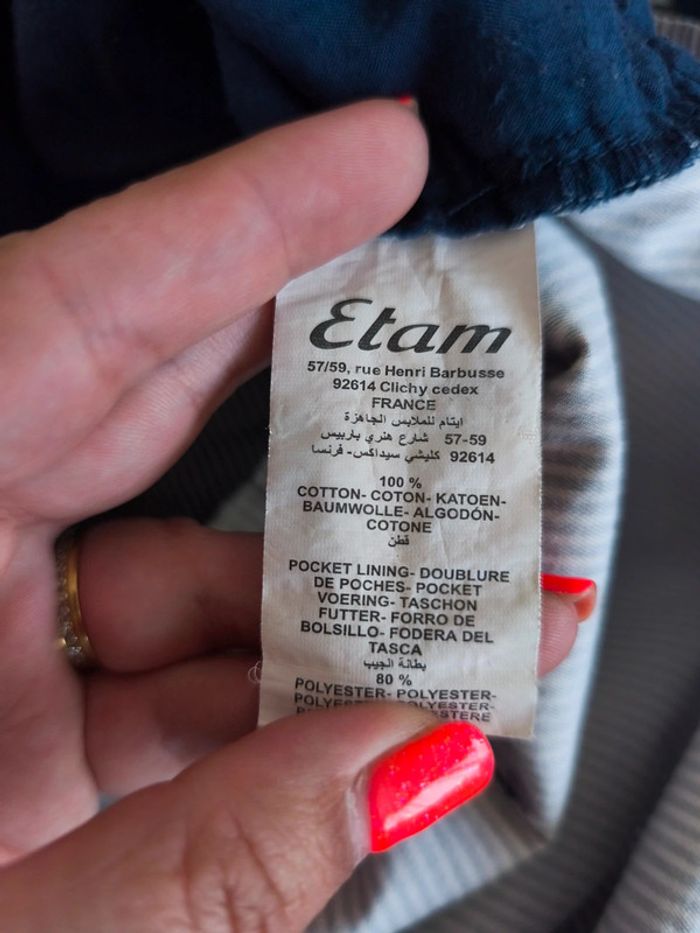 Etam
57/59, rue Henri Barbusse
92614 Clichy cedex
FRANCE
ايتام للملابس الجاهزة
57-59 شارع هنري باربيس
92614 كليشي سيداكس- فرنسا
100 %
COTTON- COTON- KATOEN-
BAUMWOLLE- ALGODÓN-
COTONE
قطن
POCKET LINING- DOUBLURE
DE POCHES- POCKET
VOERING- TASCHON
FUTTER- FORRO DE
BOLSILLO- FODERA DEL
TASCA
بطانة الجيب
80 %
POLYESTER- POLYESTER-